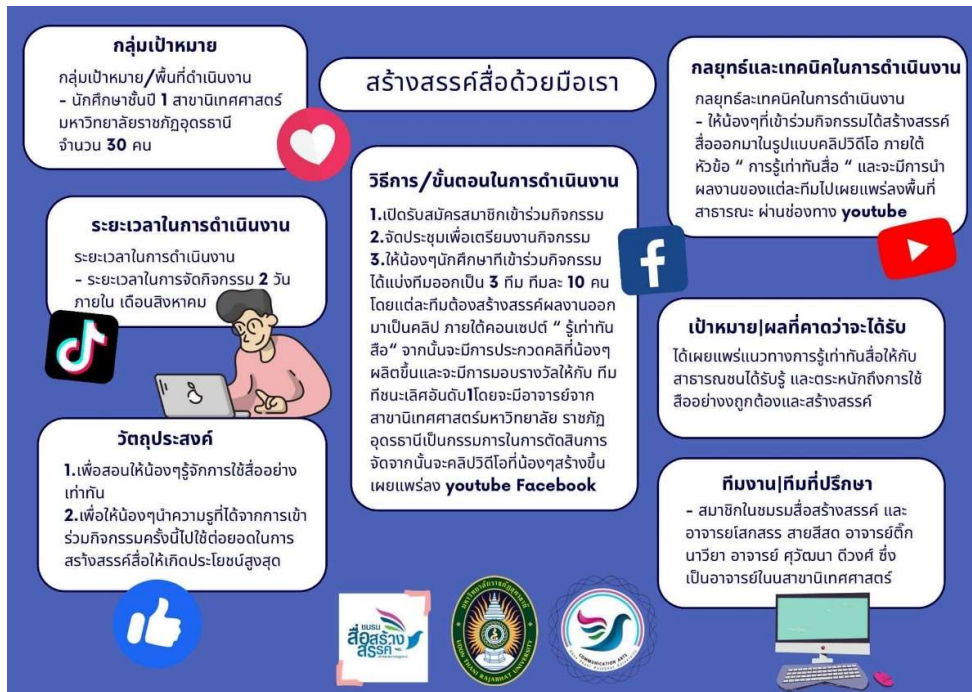 สร้างสรรค์สื่อด้วยมือเรา
กลุ่มเป้าหมาย
กลุ่มเป้าหมาย/พื้นที่ดำเนินงาน
- นักศึกษาชั้นปี 1 สาขานิเทศศาสตร์
มหาวิทยาลัยราชภัฏอุดรธานี
จำนวน 30 คน
ระยะเวลาในการดำเนินงาน
ระยะเวลาในการดำเนินงาน
- ระยะเวลาในการจัดกิจกรรม 2 วัน
ภายใน เดือนสิงหาคม
วัตถุประสงค์
1.เพื่อสอนให้น้องๆรู้จักการใช้สื่ออย่าง
เท่าทัน
2.เพื่อให้น้องๆนำความรูที่ได้จากการเข้า
ร่วมกิจกรรมครั้งนี้ไปใช้ต่อยอดในการ
สรา้งสรรค์สื่อให้เกิดประโยชน์สูงสุด
วิธีการ/ขั้นตอนในการดำเนินงาน
1.เปิดรับสมัครสมาชิกเข้าร่วมกิจกรรม
2.จัดประชุมเพื่อเตรียมงานกิจกรรม
3.ให้น้องๆนักศึกษาทีเข้าร่วมกิจกรรม
ได้แบ่งทีมออกเป็น 3 ทีม ทีมละ 10 คน
โดยแต่ละทีมต้องสร้างสรรค์ผลงานออก
มาเป็นคลิป ภายใต้คอนเซปต์ “ รู้เท่าทัน
สือ“ จากนั้นจะมีการประกวดคลิที่น้องๆ
ผลิตขึ้นและจะมีการมอบรางวัลให้กับ ทีม
ทีชนะเลิศอันดับ1โดยจะมีอาจารย์จาก
สาขานิเทศศาสตร์มหาวิทยาลัย ราชภัฏ
อุดรธานีเป็นกรรมการในการตัดสินการ
จัดจากนั้นจะคลิปวิดีโอที่น้องๆสร้างขึ้น
เผยแพร่ลง youtube Facebook
กลยุทธ์และเทคนิคในการดำเนินงาน
กลยุทธ์ละเทคนิคในการดำเนินงาน
- ให้น้องๆที่เข้าร่วมกิจกรรมได้สร้างสรรค์
สื่อออกมาในรูปแบบคลิปวิดีโอ ภายใต้
หัวข้อ “ การรู้เท่าทันสื่อ “ และจะมีการนำ
ผลงานของแต่ละทีมไปเผยแพร่ลงพื้นที่
สาธารณะ ผ่านช่องทาง youtube
เป้าหมาย|ผลที่คาดว่าจะได้รับ
ได้เผยแพร่แนวทางการรู้เท่าทันสื่อให้กับ
สาธารณชนได้รับรู้ และตระหนักถึงการใช้
สืออย่างงถูกต้องและสร้างสรรค์
ทีมงาน|ทีมที่ปรึกษา
- สมาชิกในชมรมสื่อสร้างสรรค์ และ
อาจารย์โสกสรร สายสีสด อาจารย์ติ๊ก
นาวียา อาจารย์ ศุวัฒนา ดีวงศ์ ซึ่ง
เป็นอาจารย์ในนสาขานิเทศศาสตร์
ชมรม
สื่อสร้าง
สรรค์
มหาวิทยาลัยราชภัฏอุดรธานี
UDON THANI RAJABHAT UNIVERSITY
COMMUNICATION ARTS